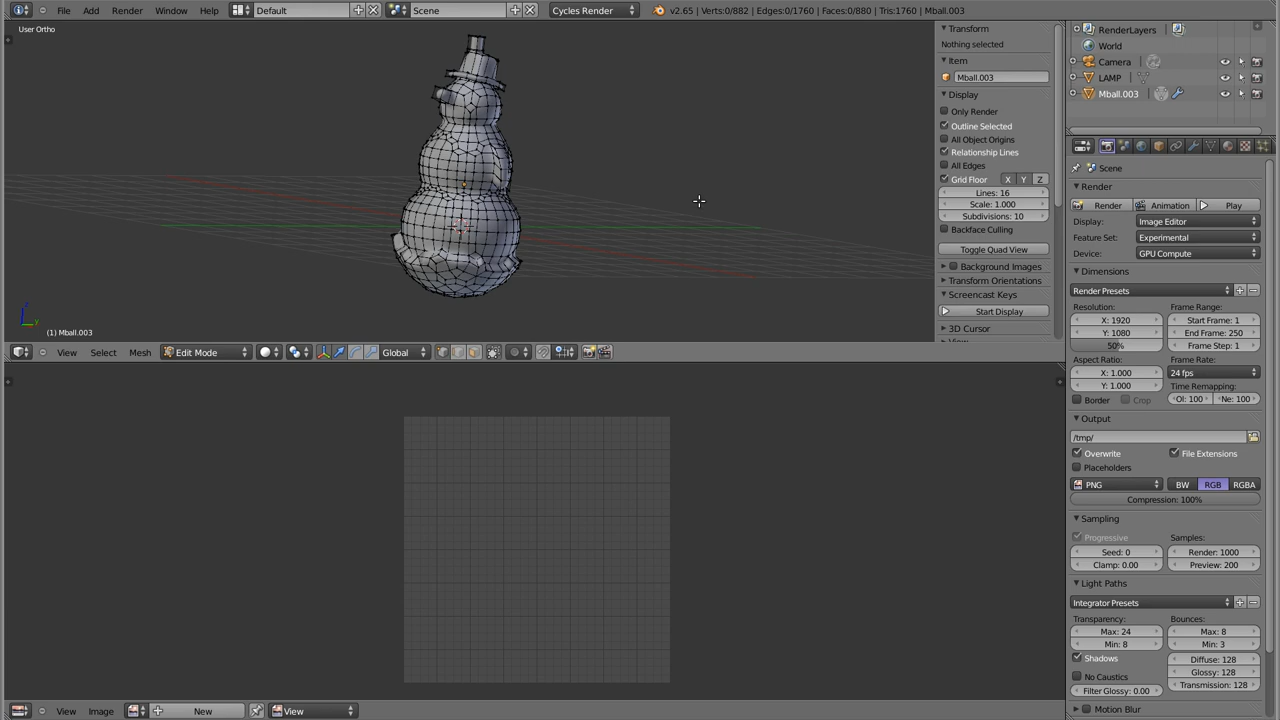 File Add Render Window Help Default Scene Cycles Render v2.65 | Verts:0/882 | Edges:0/1760 | Faces:0/880 | Tris:1760 | Mball.003
User Ortho
(1) Mball.003
View Select Mesh Edit Mode Global
Transform
Nothing selected
Item
Mball.003
Display
Only Render
Outline Selected
All Object Origins
Relationship Lines
All Edges
Grid Floor X Y Z
Lines: 16
Scale: 1.000
Subdivisions: 10
Backface Culling
Toggle Quad View
Background Images
Transform Orientations
Screencast Keys
Start Display
3D Cursor
RenderLayers
World
Camera
LAMP
Mball.003
Scene
Render
Render Animation Play
Display: Image Editor
Feature Set: Experimental
Device: GPU Compute
Dimensions
Render Presets
Resolution: Frame Range:
X: 1920 Start Frame: 1
Y: 1080 End Frame: 250
50% Frame Step: 1
Aspect Ratio: Frame Rate:
X: 1.000 24 fps
Y: 1.000 Time Remapping:
Border Crop Ol: 100 Ne: 100
Output
/tmp/
Overwrite File Extensions
Placeholders
PNG BW RGB RGBA
Compression: 100%
Sampling
Progressive Samples:
Seed: 0 Render: 1000
Clamp: 0.00 Preview: 200
Light Paths
Integrator Presets
Transparency: Bounces:
Max: 24 Max: 8
Min: 8 Min: 3
Shadows Diffuse: 128
No Caustics Glossy: 128
Filter Glossy: 0.00 Transmission: 128
Motion Blur
View Image New View